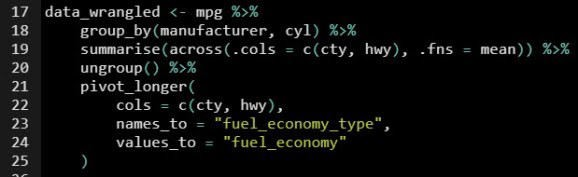 17 data_wrangled <- mpg %>%
18     group_by(manufacturer, cyl) %>%
19     summarise(across(.cols = c(cty, hwy), .fns = mean)) %>%
20     ungroup() %>%
21     pivot_longer(
22         cols = c(cty, hwy),
23         names_to = "fuel_economy_type",
24         values_to = "fuel_economy"
25     )